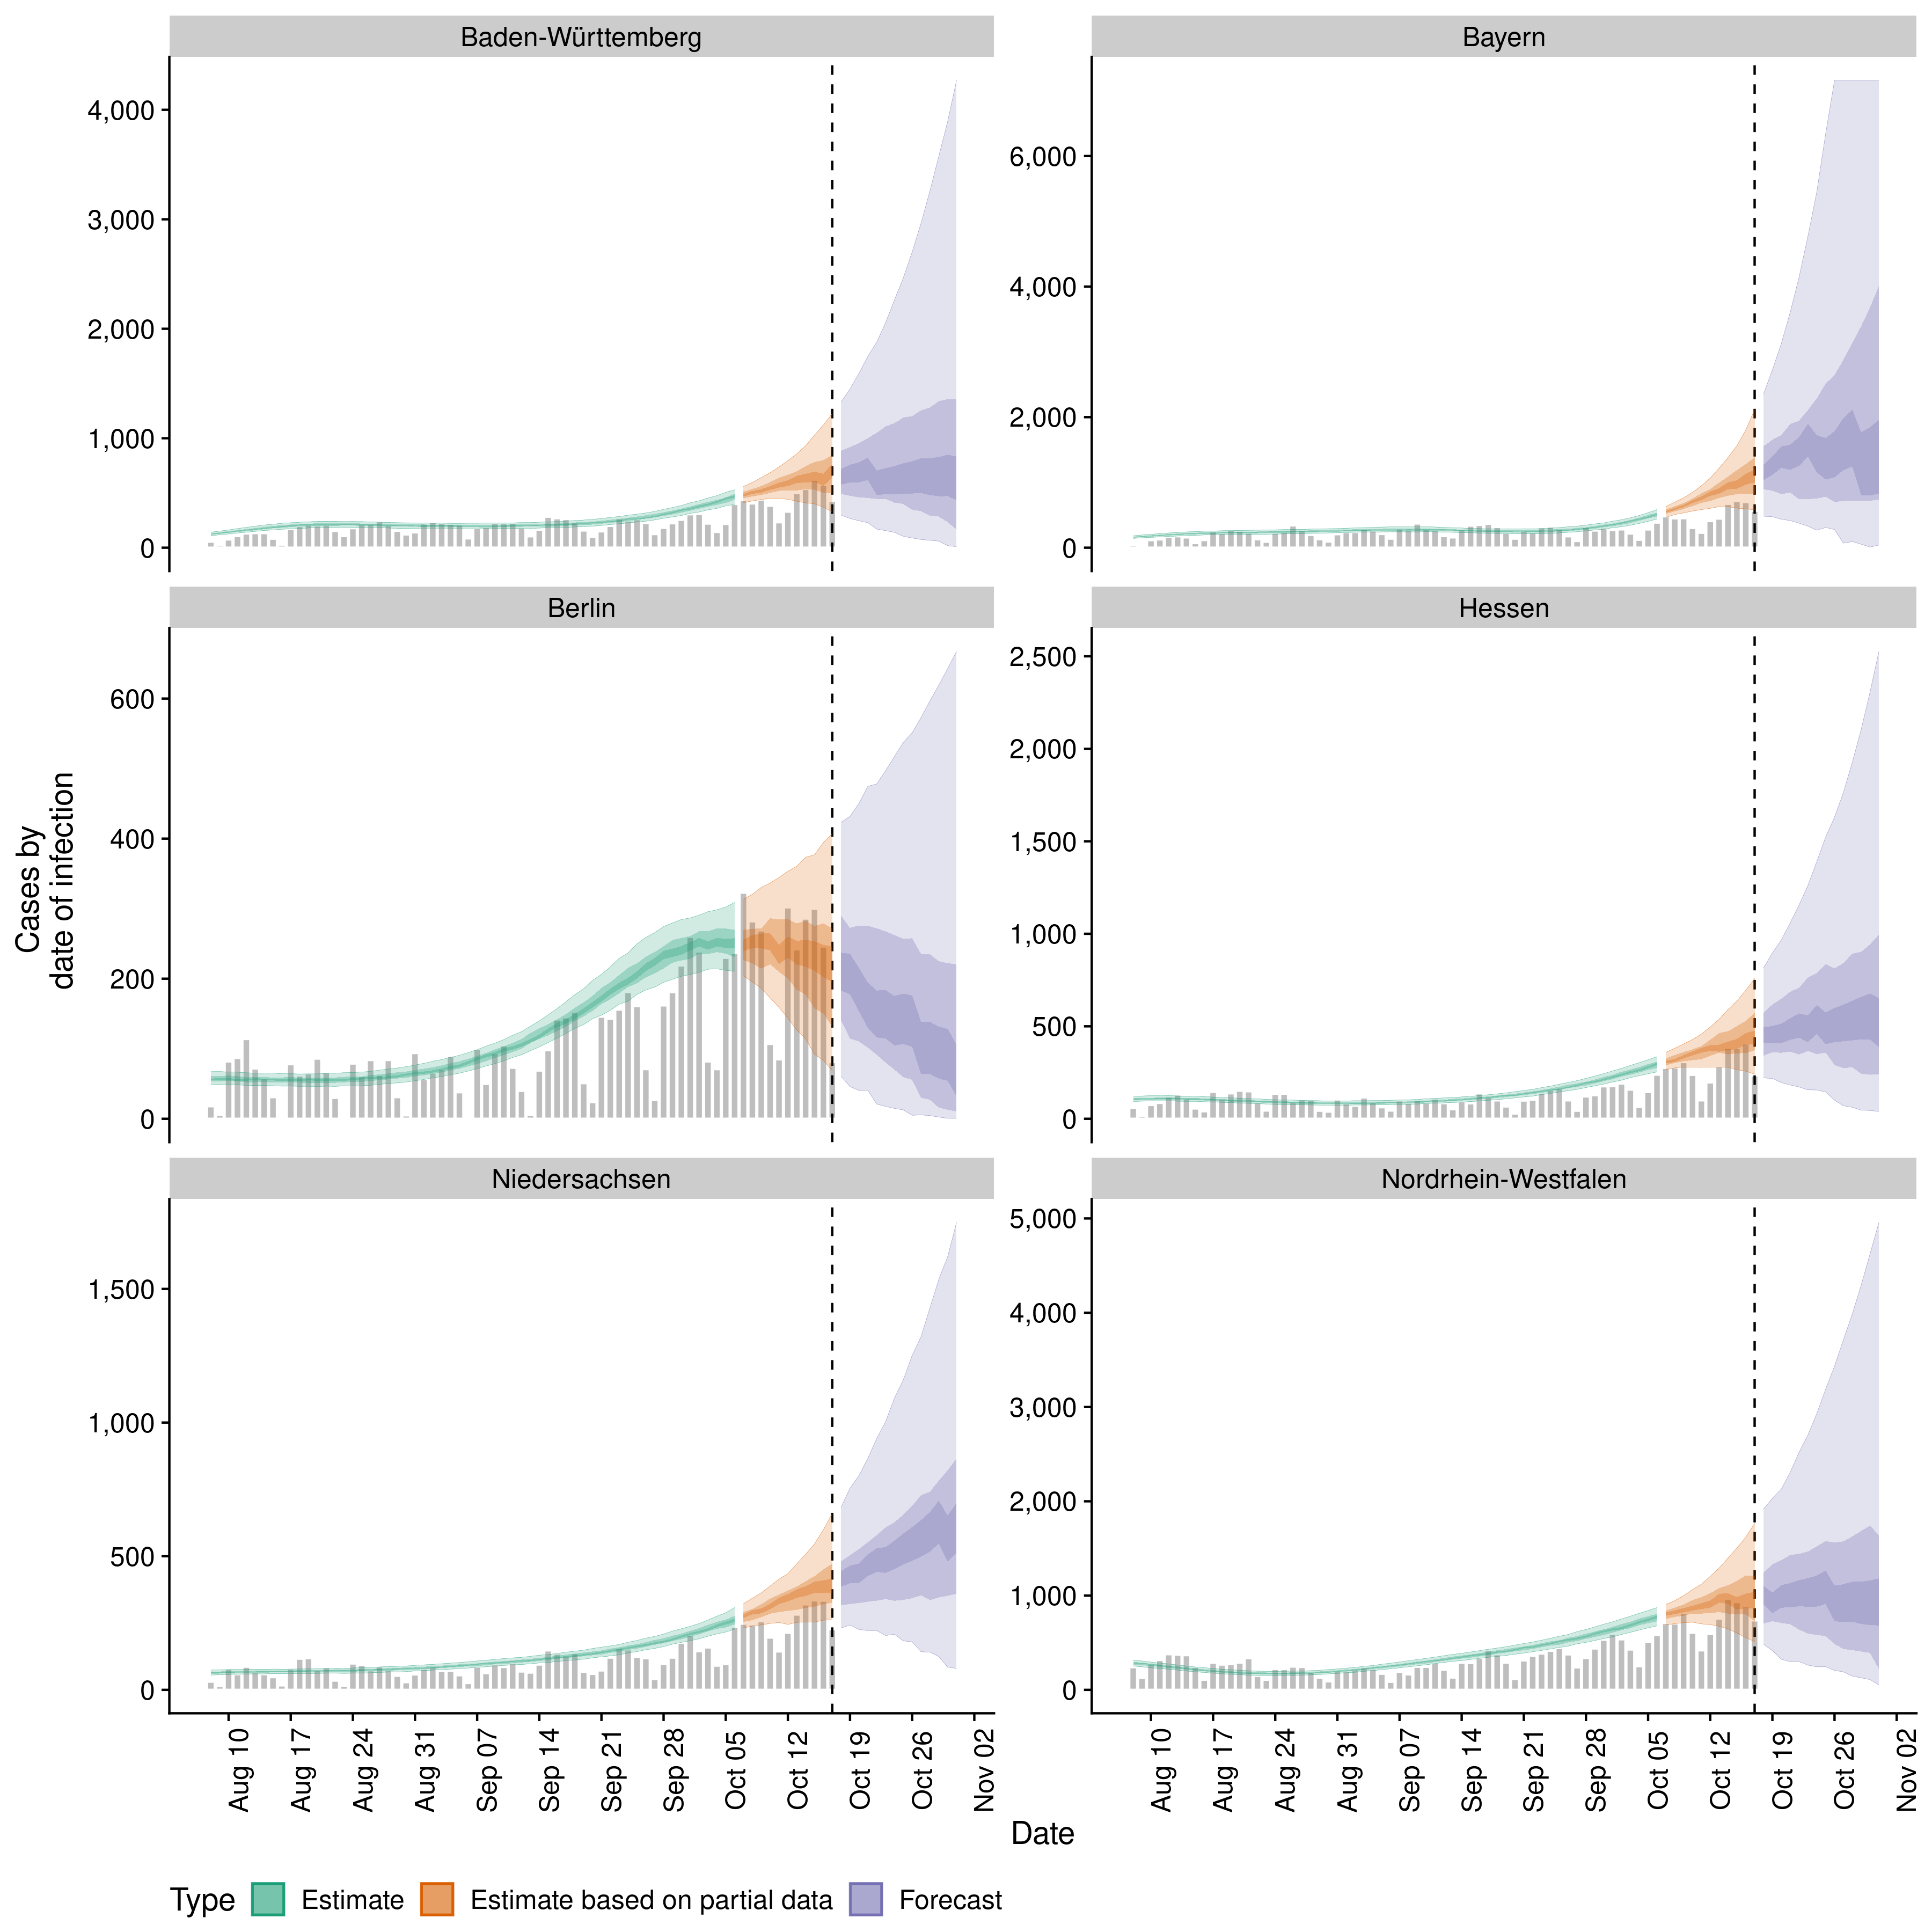 Baden-Württemberg
Bayern
4,000
3,000
2,000
1,000
0
6,000
4,000
2,000
0
Berlin
Hessen
600
400
200
0
2,500
2,000
1,500
1,000
500
0
Cases by
date of infection
Niedersachsen
Nordrhein-Westfalen
1,500
1,000
500
0
5,000
4,000
3,000
2,000
1,000
0
Aug 10
Aug 17
Aug 24
Aug 31
Sep 07
Sep 14
Sep 21
Sep 28
Oct 05
Oct 12
Oct 19
Oct 26
Nov 02
Aug 10
Aug 17
Aug 24
Aug 31
Sep 07
Sep 14
Sep 21
Sep 28
Oct 05
Oct 12
Oct 19
Oct 26
Nov 02
Date
Type Estimate Estimate based on partial data Forecast